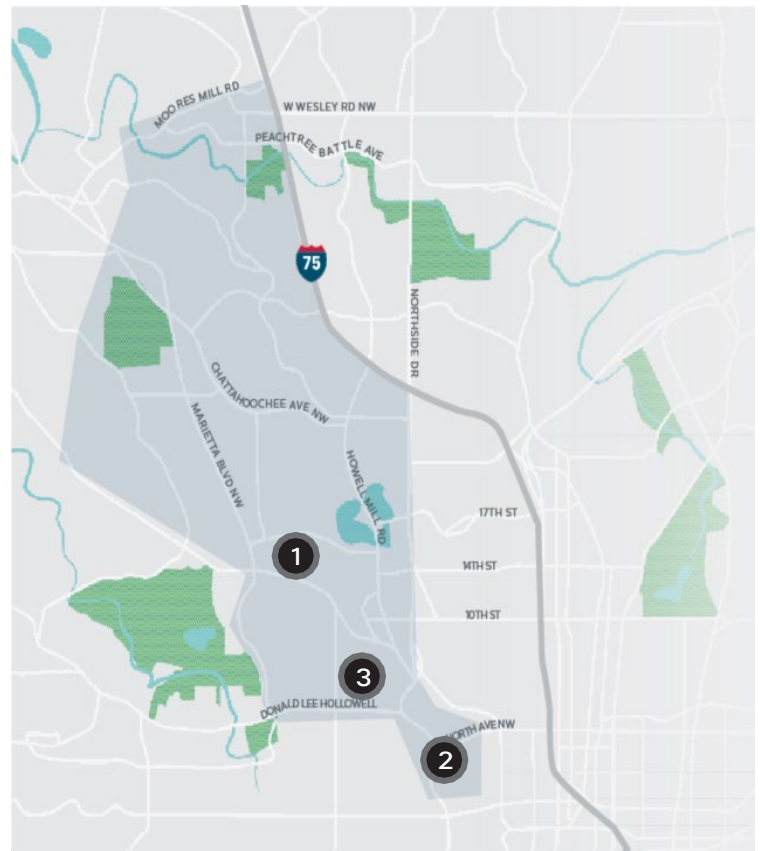 MOORES MILL RD
W WESLEY RD NW
PEACHTREE BATTLE AVE
75
NORTHSIDE DR
CHATTAHOOCHEE AVE NW
MARIETTA BLVD NW
HOWELL MILL RD
17TH ST
1
14TH ST
10TH ST
3
DONALD LEE HOLLOWELL
NORTH AVE NW
2